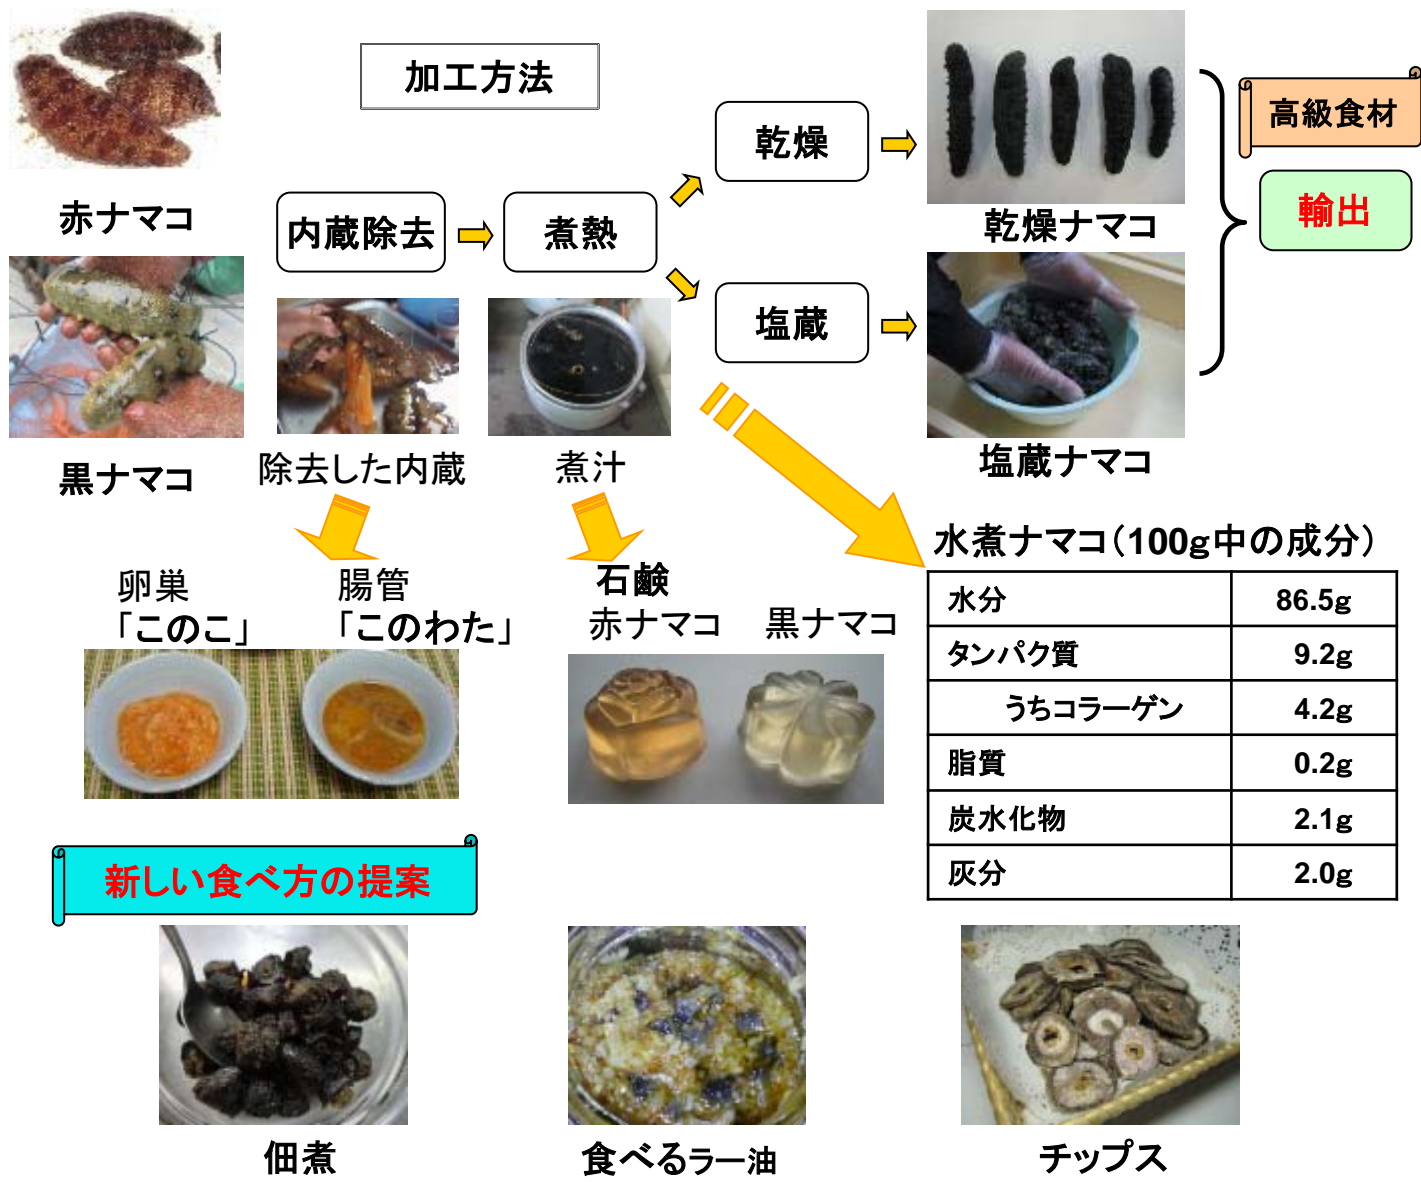 加工方法
赤ナマコ
黒ナマコ
内蔵除去
煮熱
乾燥
塩蔵
乾燥ナマコ
塩蔵ナマコ
高級食材
輸出
除去した内蔵
煮汁
卵巣
「このこ」
腸管
「このわた」
石鹸
赤ナマコ
黒ナマコ
水煮ナマコ(100g中の成分)
水分 86.5g
タンパク質 9.2g
うちコラーゲン 4.2g
脂質 0.2g
炭水化物 2.1g
灰分 2.0g
新しい食べ方の提案
佃煮
食べるラー油
チップス